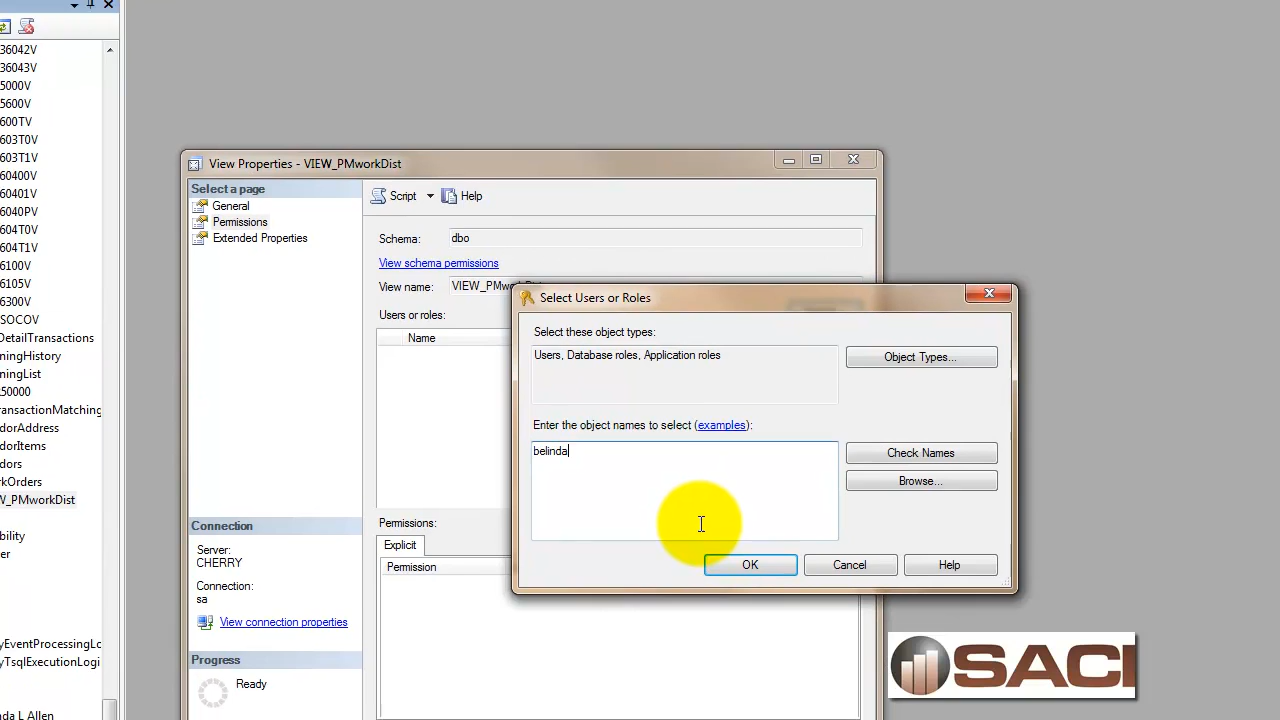 36042V
36043V
5000V
5600V
600TV
603T0V
603T1V
60400V
60401V
6040PV
604T0V
604T1V
6100V
6105V
6300V
SOCOV
DetailTransactions
ningHistory
ningList
50000
ransactionMatching
dorAddress
dorItems
dors
rkOrders
W_PMworkDist
bility
er
yEventProcessingLo
yTsqlExecutionLogi
nda L Allen
View Properties - VIEW_PMworkDist
Select a page
General
Permissions
Extended Properties
Script
Help
Schema:
dbo
View schema permissions
View name:
VIEW_PMworkDist
Users or roles:
Name
Permissions:
Explicit
Permission
Connection
Server:
CHERRY
Connection:
sa
View connection properties
Progress
Ready
Select Users or Roles
Select these object types:
Users, Database roles, Application roles
Object Types...
Enter the object names to select (examples):
belinda
Check Names
Browse...
OK
Cancel
Help
SACI